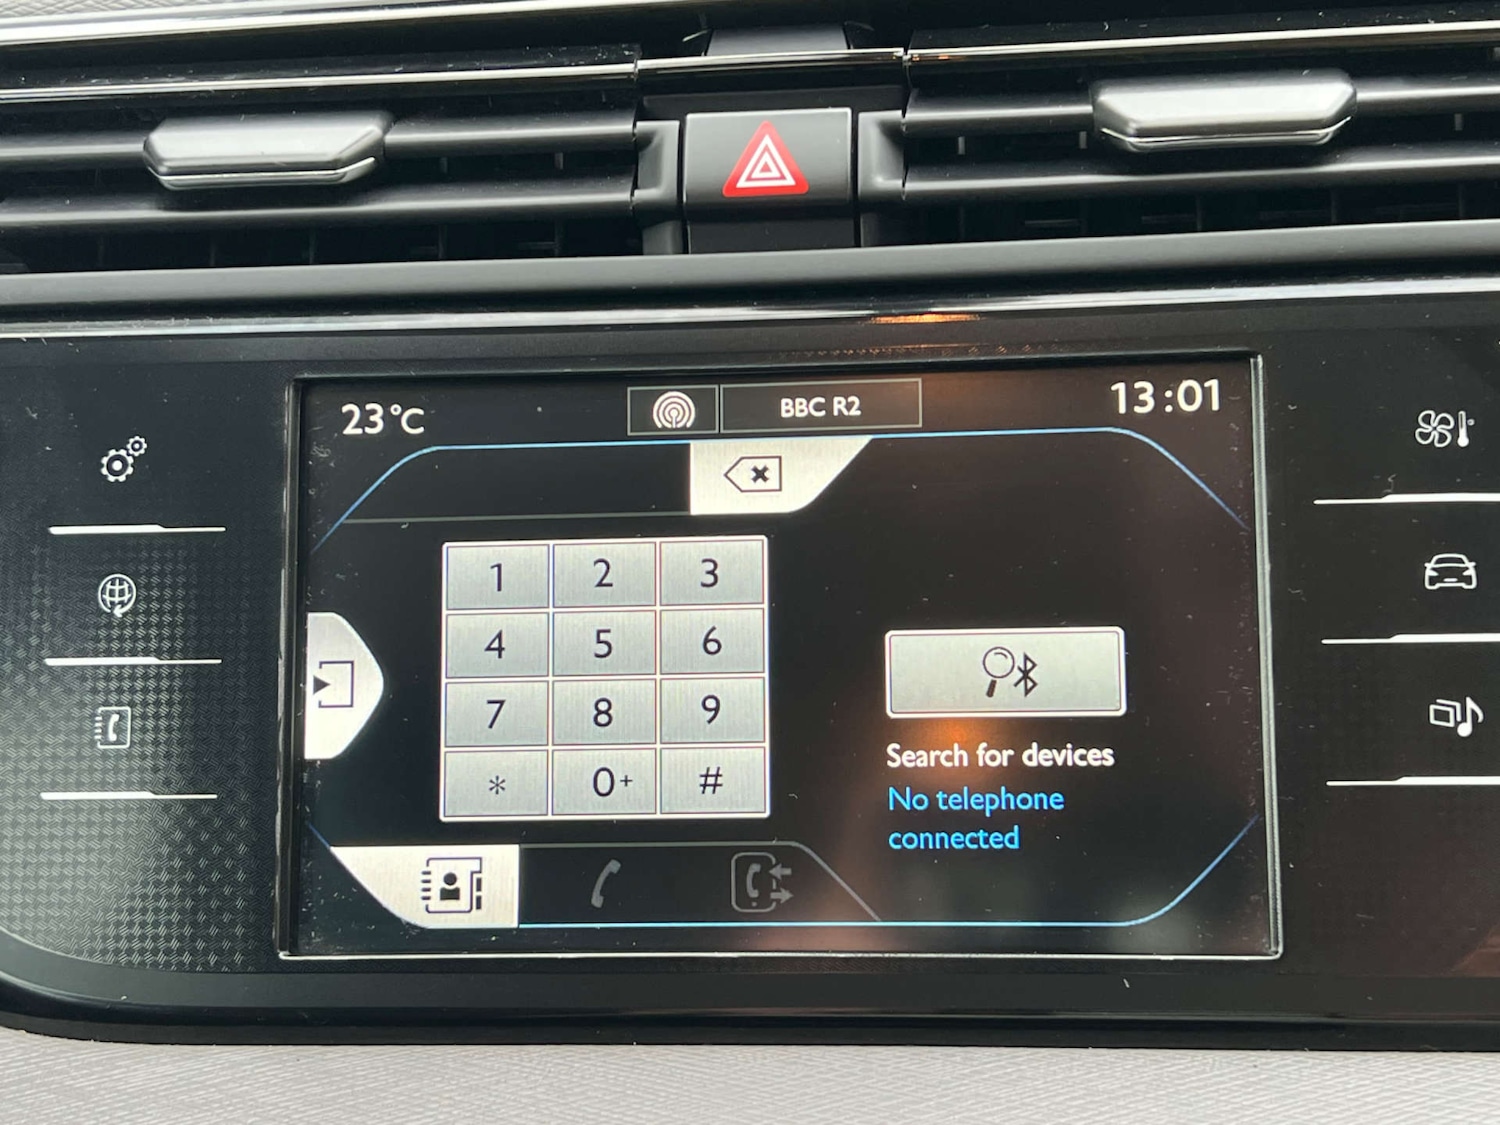 23°C
BBC R2
13:01
1 2 3
4 5 6
7 8 9
* 0+ #
Search for devices
No telephone
connected